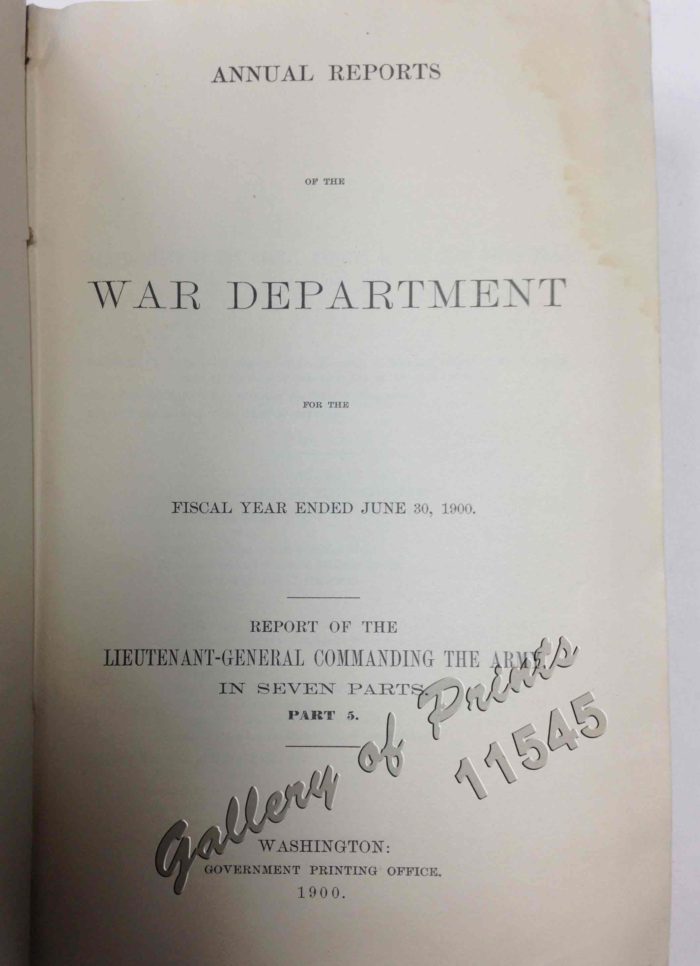 ANNUAL REPORTS
OF THE
WAR DEPARTMENT
FOR THE
FISCAL YEAR ENDED JUNE 30, 1900.
REPORT OF THE
LIEUTENANT-GENERAL COMMANDING THE ARMY.
IN SEVEN PARTS.
PART 5.
Gallery of Prints
11545
WASHINGTON:
GOVERNMENT PRINTING OFFICE.
1900.